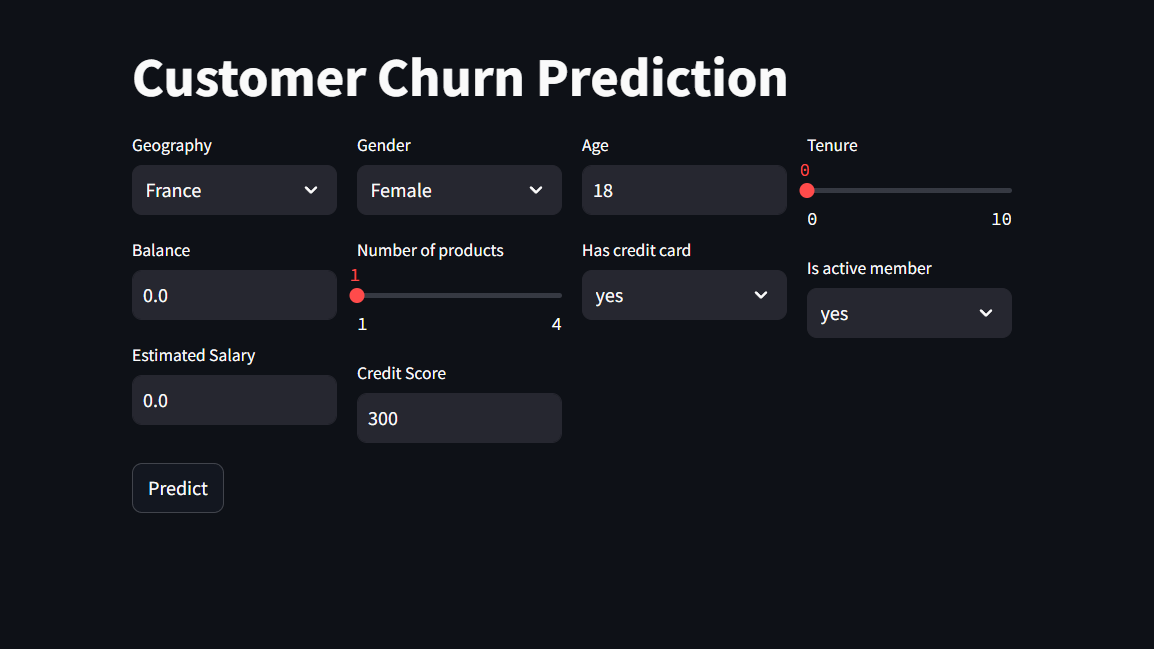 Customer Churn Prediction
Geography
France
Gender
Female
Age
18
Tenure
0
0 10
Balance
0.0
Number of products
1
1 4
Has credit card
yes
Is active member
yes
Estimated Salary
0.0
Credit Score
300
Predict